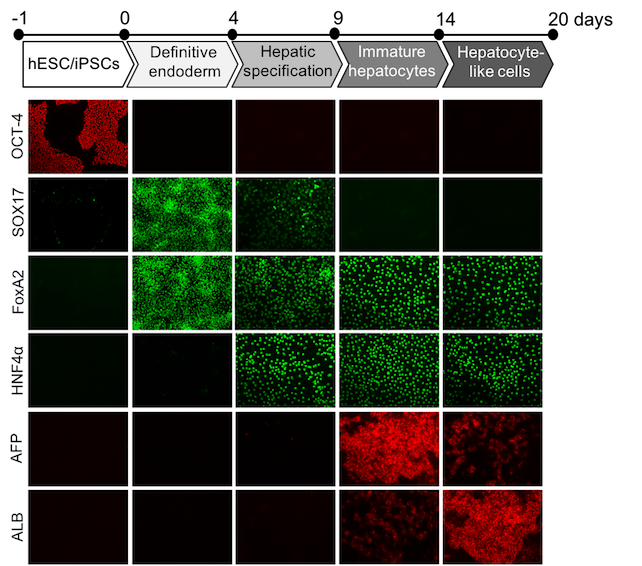 -1 0 4 9 14 20 days
hESC/iPSCs
Definitive
endoderm
Hepatic
specification
Immature
hepatocytes
Hepatocyte-
like cells
OCT-4
SOX17
FoxA2
HNF4α
AFP
ALB